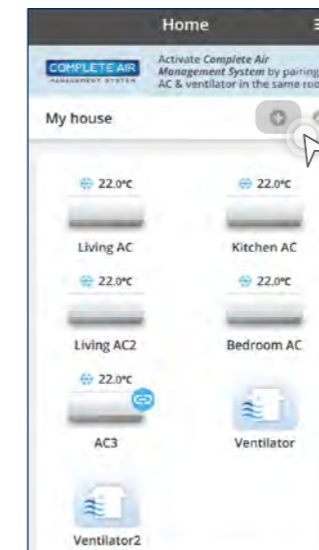 Home
COMPLETE AIR
MANAGEMENT SYSTEM
Activate Complete Air
Management System by pairing
AC & ventilator in the same
My house
22.0°C
22.0°C
Living AC
Kitchen AC
22.0°C
22.0°C
Living AC2
Bedroom AC
22.0°C
AC3
Ventilator
Ventilator2